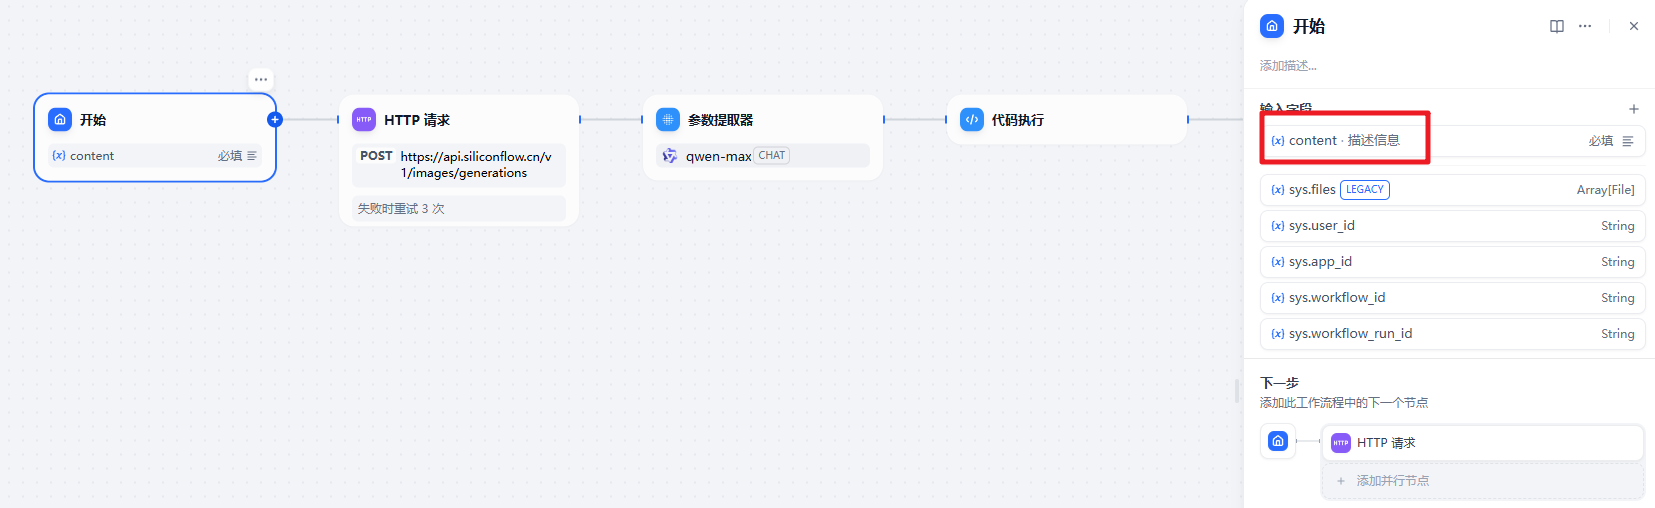 开始
content
必填
HTTP 请求
POST
https://api.siliconflow.cn/v
1/images/generations
失败时重试 3 次
参数提取器
qwen-max CHAT
代码执行
开始
添加描述...
输入字段
content · 描述信息
必填
sys.files LEGACY
Array[File]
sys.user_id
String
sys.app_id
String
sys.workflow_id
String
sys.workflow_run_id
String
下一步
添加此工作流程中的下一个节点
HTTP 请求
添加并行节点